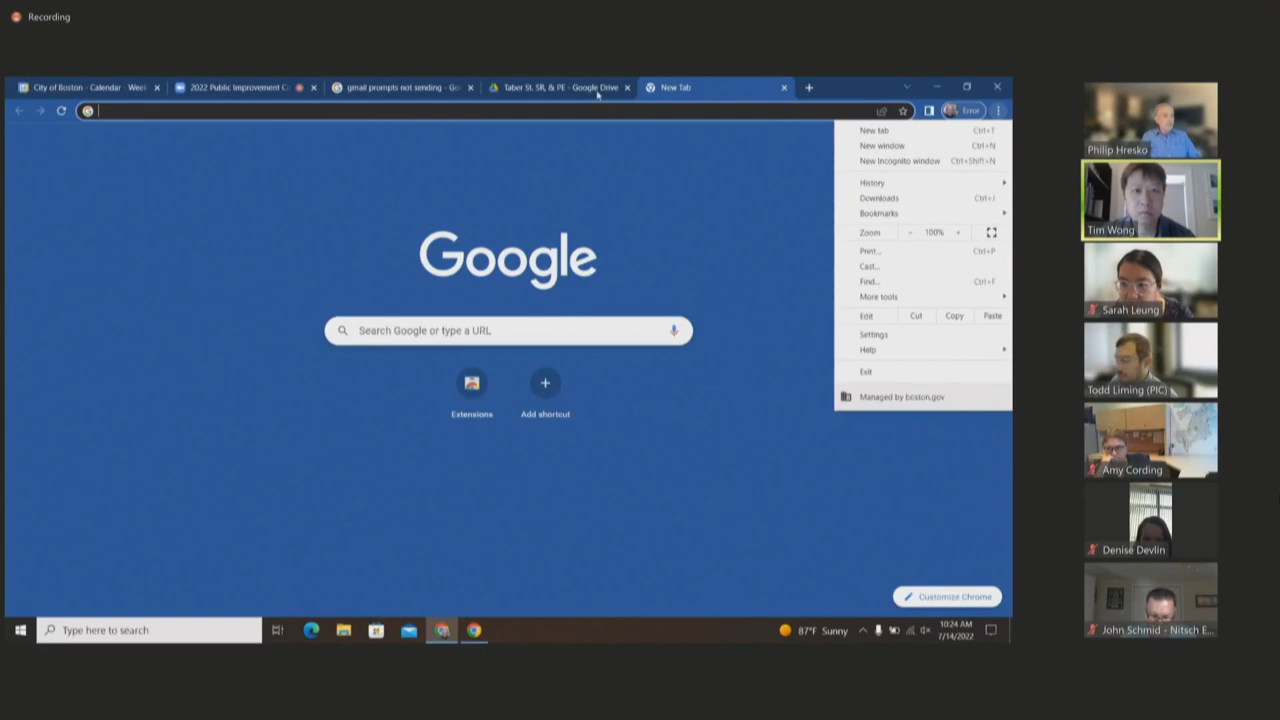 Recording
City of Boston - Calendar - Week
2022 Public Improvement C
gmail prompts not sending - Go
Taber St. SR, & PE - Google Drive
New Tab
Error
New tab Ctrl+T
New window Ctrl+N
New Incognito window Ctrl+Shift+N
History
Downloads Ctrl+J
Bookmarks
Zoom - 100% +
Print... Ctrl+P
Cast...
Find... Ctrl+F
More tools
Edit Cut Copy Paste
Settings
Help
Exit
Managed by boston.gov
Google
Search Google or type a URL
Extensions
Add shortcut
Customize Chrome
Type here to search
87°F Sunny
10:24 AM
7/14/2022
Philip Hresko
Tim Wong
Sarah Leung
Todd Liming (PIC)
Amy Cording
Denise Devlin
John Schmid - Nitsch E...